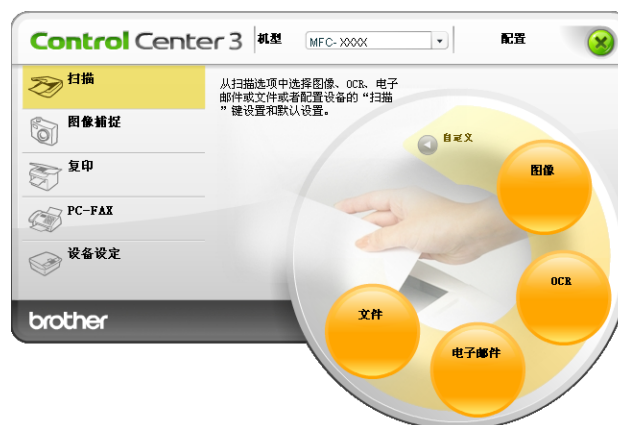 Control Center 3
机型
MFC-XXXX
配置
扫描
图像捕捉
复印
PC-FAX
设备设定
从扫描选项中选择图像、OCR、电子
邮件或文件或者配置设备的“扫描
”键设置和默认设置。
自定义
图像
OCR
电子邮件
文件
brother